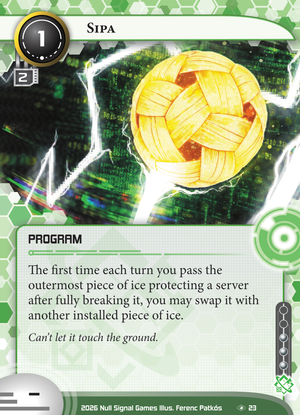 1
Sipa
2
PROGRAM
The first time each turn you pass the
outermost piece of ice protecting a server
after fully breaking it, you may swap it with
another installed piece of ice.
Can't let it touch the ground.
–
2026 Null Signal Games Illus. Ferenc Patkós
23